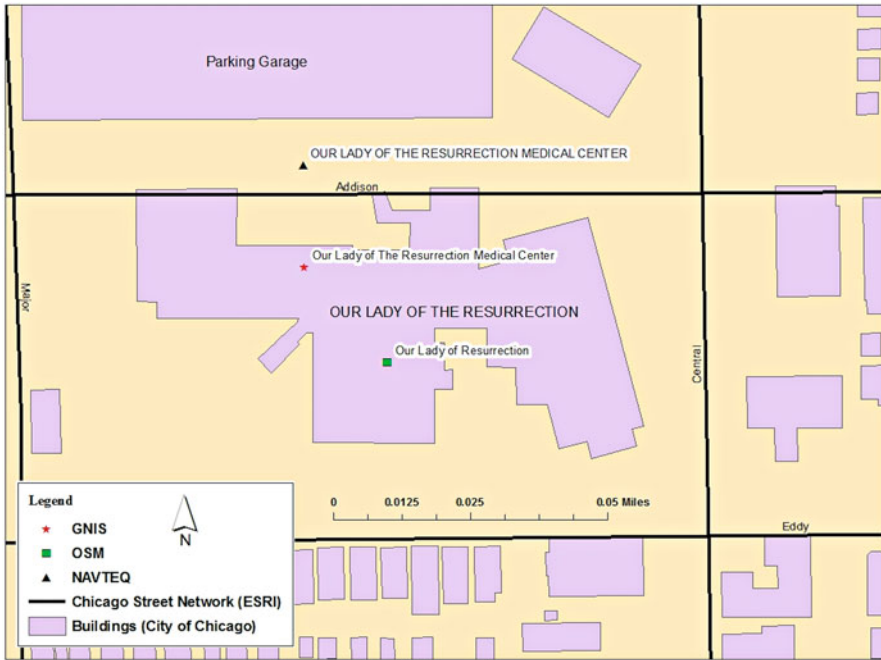 Parking Garage
OUR LADY OF THE RESURRECTION MEDICAL CENTER
Addison
Our Lady of The Resurrection Medical Center
Major
OUR LADY OF THE RESURRECTION
Our Lady of Resurrection
Central
Legend
GNIS
OSM
NAVTEQ
Chicago Street Network (ESRI)
Buildings (City of Chicago)
N
0 0.0125 0.025 0.05 Miles
Eddy